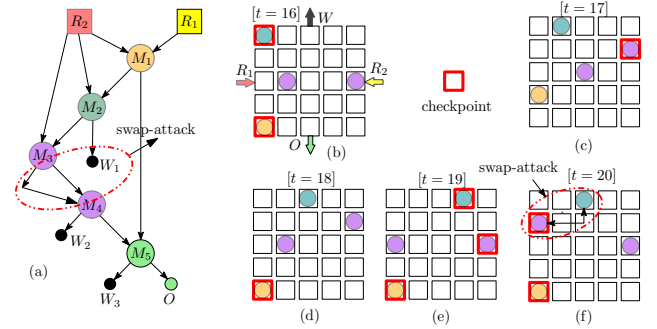 R₂
R₁
M₁
M₂
swap-attack
M₃
W₁
M₄
W₂
(a)
M₅
W₃
O
[t = 16]
W
R₁
R₂
O
(b)
checkpoint
[t = 17]
(c)
[t = 18]
(d)
[t = 19]
(e)
swap-attack
[t = 20]
(f)